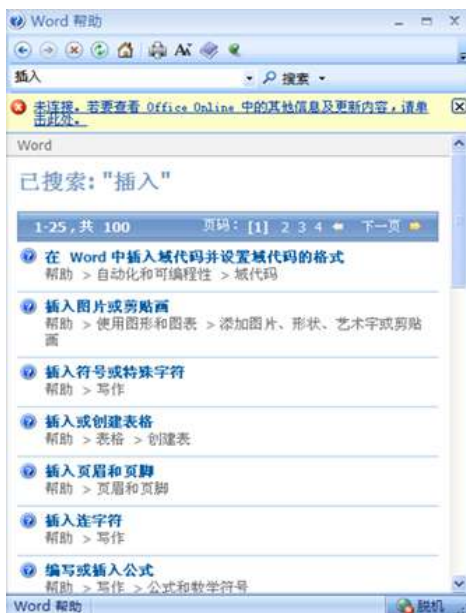 Word 帮助
插入
搜索
未连接。若要查看 Office Online 中的其他信息及更新内容，请单
击此处。
Word
已搜索: "插入"
1-25，共 100 页码: [1] 2 3 4 下一页
在 Word 中插入域代码并设置域代码的格式
帮助 > 自动化和可编程性 > 域代码
插入图片或剪贴画
帮助 > 使用图形和图表 > 添加图片、形状、艺术字或剪贴
画
插入符号或特殊字符
帮助 > 写作
插入或创建表格
帮助 > 表格 > 创建表
插入页眉和页脚
帮助 > 页眉和页脚
插入连字符
帮助 > 写作
编写或插入公式
帮助 > 写作 > 公式和数学符号
Word 帮助
脱机